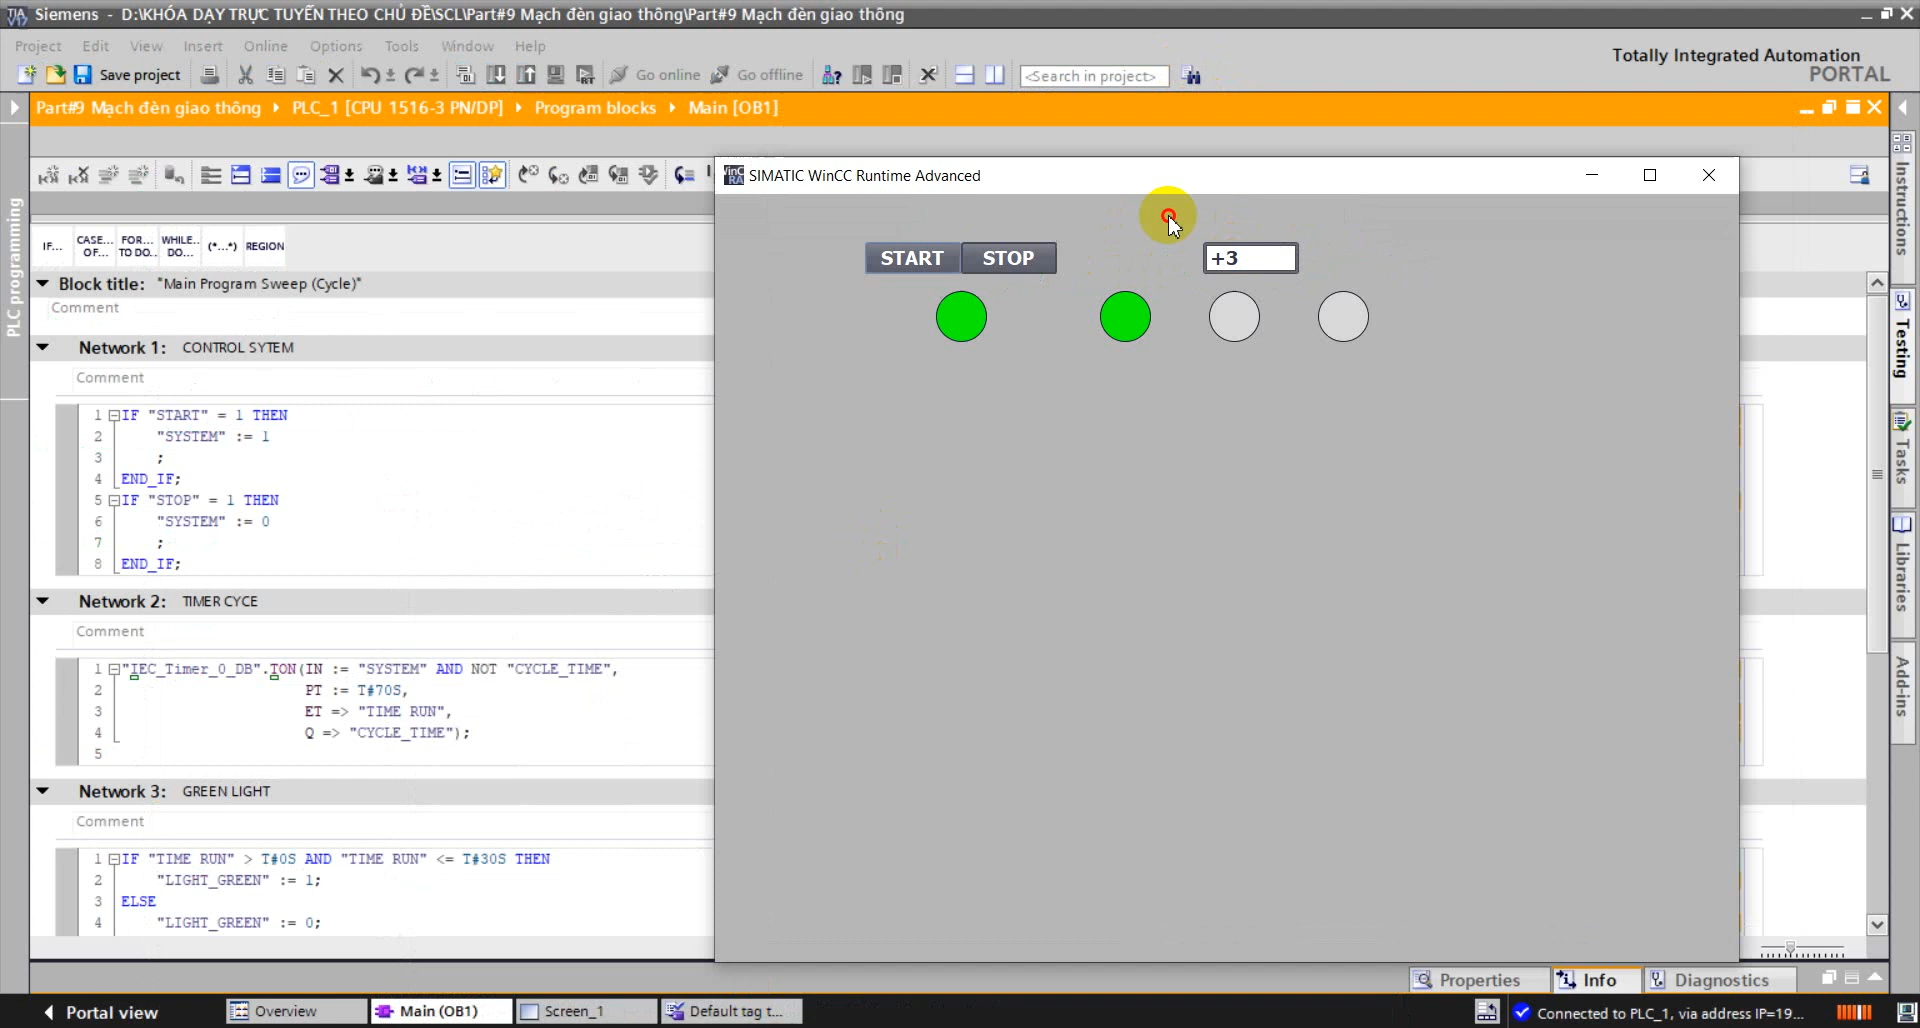 Siemens - D:\KHÓA DẠY TRỰC TUYẾN THEO CHỦ ĐỀ\SCL\Part#9 Mạch đèn giao thông\Part#9 Mạch đèn giao thông
Project Edit View Insert Online Options Tools Window Help
Totally Integrated Automation
PORTAL
Save project
Go online
Go offline
<Search in project>
Part#9 Mạch đèn giao thông
PLC_1 [CPU 1516-3 PN/DP]
Program blocks
Main [OB1]
PLC programming
IF...
CASE... OF...
FOR... TO DO...
WHILE.. DO...
(*...*)
REGION
Block title: "Main Program Sweep (Cycle)"
Comment
Network 1: CONTROL SYTEM
Comment
1 IF "START" = 1 THEN
2 "SYSTEM" := 1
3 ;
4 END_IF;
5 IF "STOP" = 1 THEN
6 "SYSTEM" := 0
7 ;
8 END_IF;
Network 2: TIMER CYCE
Comment
1 "IEC_Timer_0_DB".TON(IN := "SYSTEM" AND NOT "CYCLE_TIME",
2 PT := T#70S,
3 ET => "TIME RUN",
4 Q => "CYCLE_TIME");
5
Network 3: GREEN LIGHT
Comment
1 IF "TIME RUN" > T#0S AND "TIME RUN" <= T#30S THEN
2 "LIGHT_GREEN" := 1;
3 ELSE
4 "LIGHT_GREEN" := 0;
SIMATIC WinCC Runtime Advanced
START
STOP
+3
Instructions
Testing
Tasks
Libraries
Add-ins
Properties
Info
Diagnostics
Portal view
Overview
Main (OB1)
Screen_1
Default tag t...
Connected to PLC_1, via address IP=19...